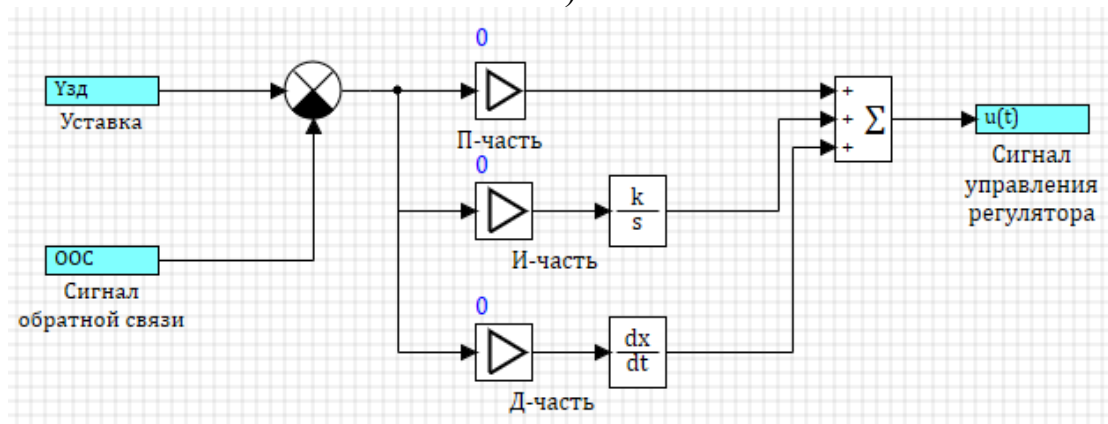 )
0
Yзд
Уставка
+
+
+
Σ
u(t)
Сигнал
управления
регулятора
П-часть
0
k
s
И-часть
ООС
Сигнал
обратной связи
0
dx
dt
Д-часть